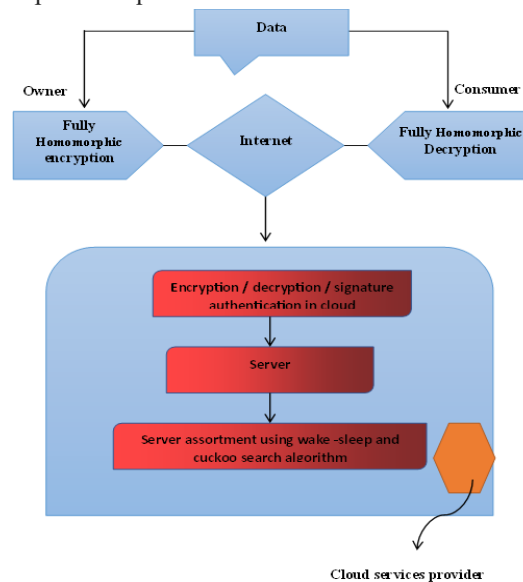 Data
Owner
Consumer
Fully
Homomorphic
encryption
Internet
Fully Homomorphic
Decryption
Encryption / decryption / signature
authentication in cloud
Server
Server assortment using wake -sleep and
cuckoo search algorithm
Cloud services provider